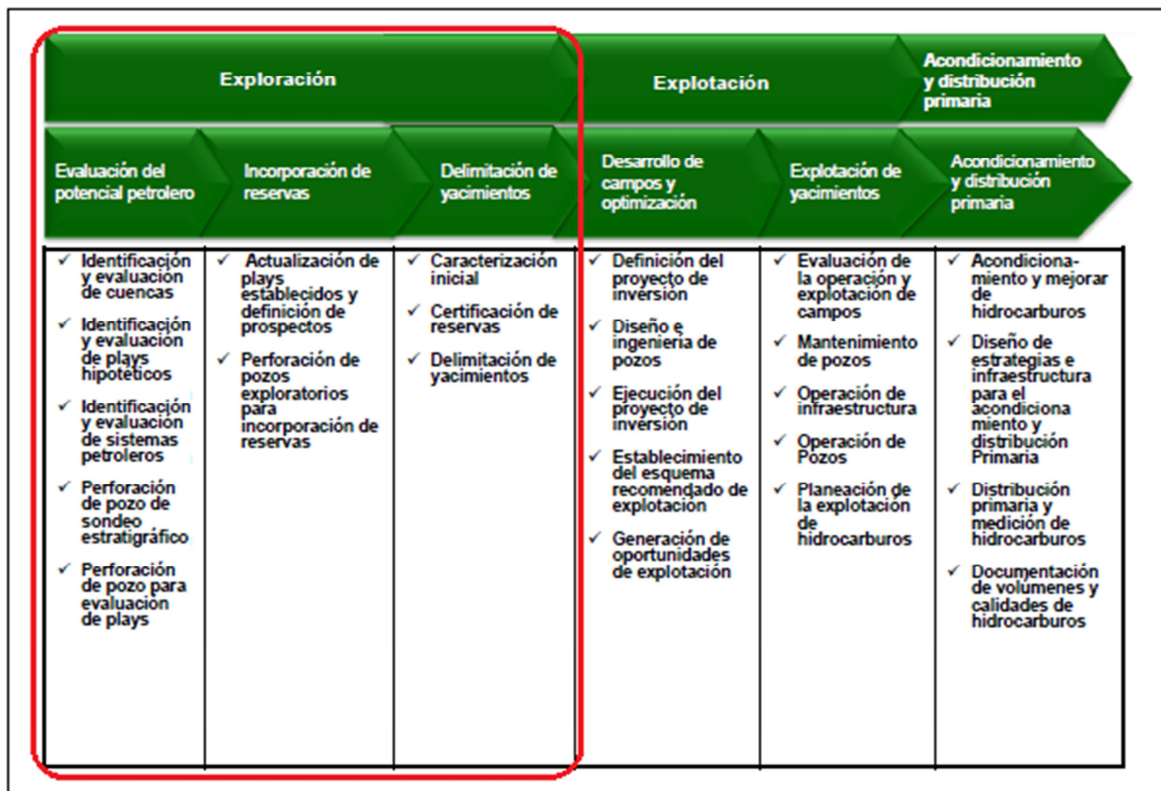 Exploración
Explotación
Acondicionamiento
y distribución
primaria
Evaluación del
potencial petrolero
Incorporación de
reservas
Delimitación de
yacimientos
Desarrollo de
campos y
optimización
Explotación de
yacimientos
Acondicionamiento
y distribución
primaria
✓ Identificación
y evaluación
de cuencas
✓ Identificación
y evaluación
de plays
hipotéticos
✓ Identificación
y evaluación
de sistemas
petroleros
✓ Perforación
de pozo de
sondeo
estratigráfico
✓ Perforación
de pozo para
evaluación
de plays
✓ Actualización de
plays
establecidos y
definición de
prospectos
✓ Perforación de
pozos
exploratorios
para
incorporación de
reservas
✓ Caracterización
inicial
✓ Certificación de
reservas
✓ Delimitación de
yacimientos
✓ Definición del
proyecto de
inversión
✓ Diseño e
ingeniería de
pozos
✓ Ejecución del
proyecto de
inversión
✓ Establecimiento
del esquema
recomendado de
explotación
✓ Generación de
oportunidades
de explotación
✓ Evaluación de
la operación y
explotación de
campos
✓ Mantenimiento
de pozos
✓ Operación de
infraestructura
✓ Operación de
Pozos
✓ Planeación de
la explotación
de
hidrocarburos
✓ Acondiciona-
miento y mejorar
de
hidrocarburos
✓ Diseño de
estrategias e
infraestructura
para el
acondiciona
miento y
distribución
Primaria
✓ Distribución
primaria y
medición de
hidrocarburos
✓ Documentación
de volúmenes y
calidades de
hidrocarburos